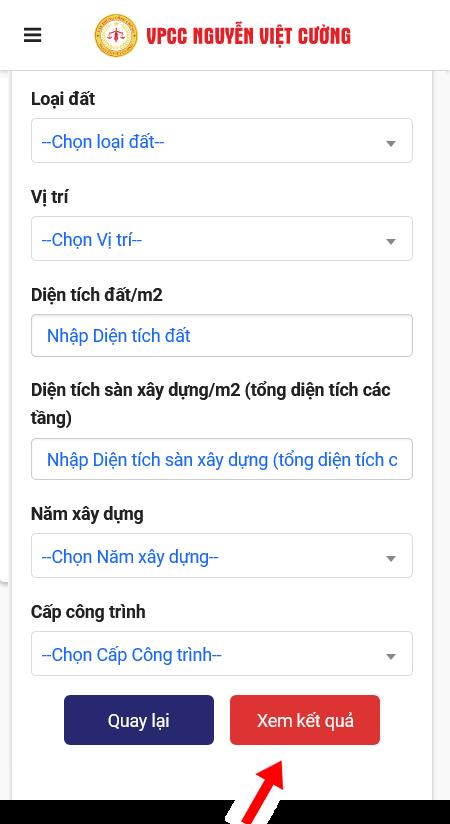 VPCC NGUYỄN VIỆT CƯỜNG
Loại đất
--Chọn loại đất--
Vị trí
--Chọn Vị trí--
Diện tích đất/m2
Nhập Diện tích đất
Diện tích sàn xây dựng/m2 (tổng diện tích các
tầng)
Nhập Diện tích sàn xây dựng (tổng diện tích c
Năm xây dựng
--Chọn Năm xây dựng--
Cấp công trình
--Chọn Cấp Công trình--
Quay lại
Xem kết quả